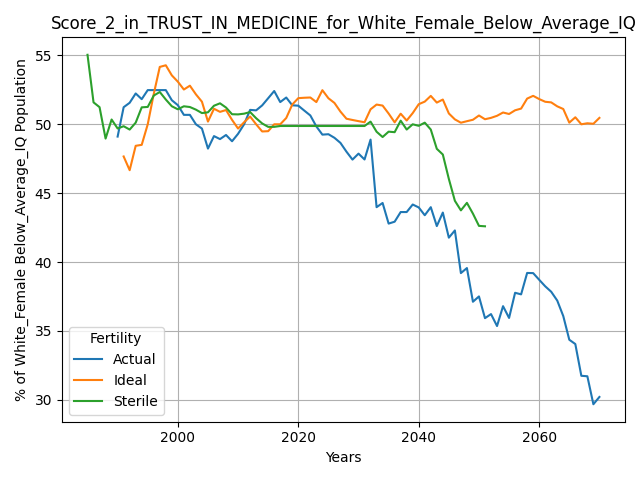 Score_2_in_TRUST_IN_MEDICINE_for_White_Female_Below_Average_IQ
% of White_Female Below_Average_IQ Population
55
50
45
40
35
30
Fertility
Actual
Ideal
Sterile
2000
2020
2040
2060
Years